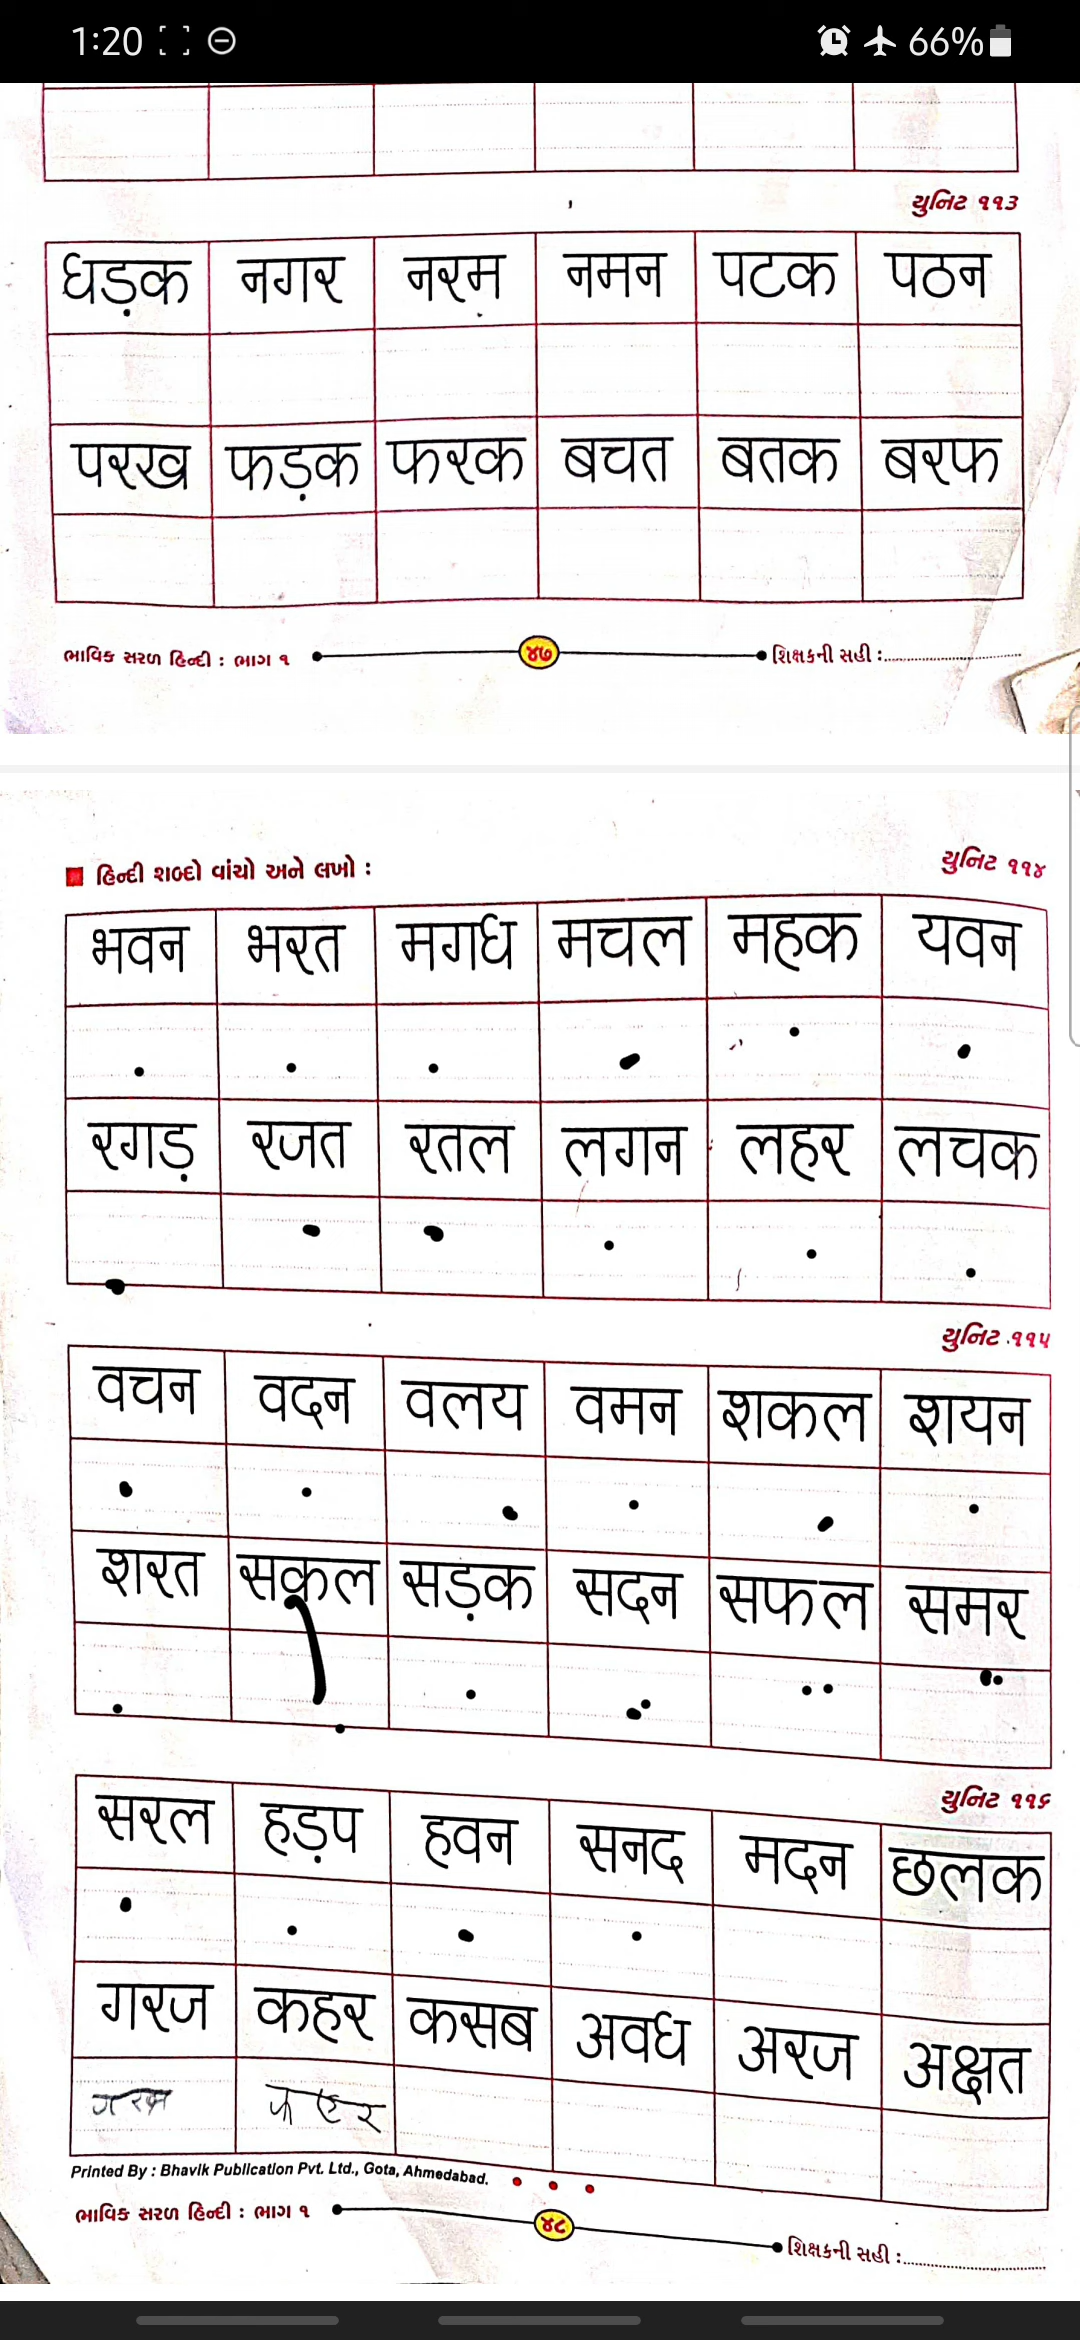 1:20 66%
યુનિટ ૧૧૩
धड़क नगर नरम नमन पटक पठन
परख फड़क फरक बचत बतक बरफ
ભાવિક સરળ હિન્દી : ભાગ ૧ ૪૭ શિક્ષકની સહી :
હિન્દી શબ્દો વાંચો અને લખો : યુનિટ ૧૧૪
भवन भरत मगध मचल महक यवन
रगड़ रजत रतल लगन लहर लचक
યુનિટ ૧૧૫
वचन वदन वलय वमन शकल शयन
शरत सकल सड़क सदन सफल समर
યુનિટ ૧૧૬
सरल हड़प हवन सनद मदन छलक
गरज कहर कसब अवध अरज अक्षत
Printed By : Bhavik Publication Pvt. Ltd., Gota, Ahmedabad.
ભાવિક સરળ હિન્દી : ભાગ ૧ ૪૮ શિક્ષકની સહી :